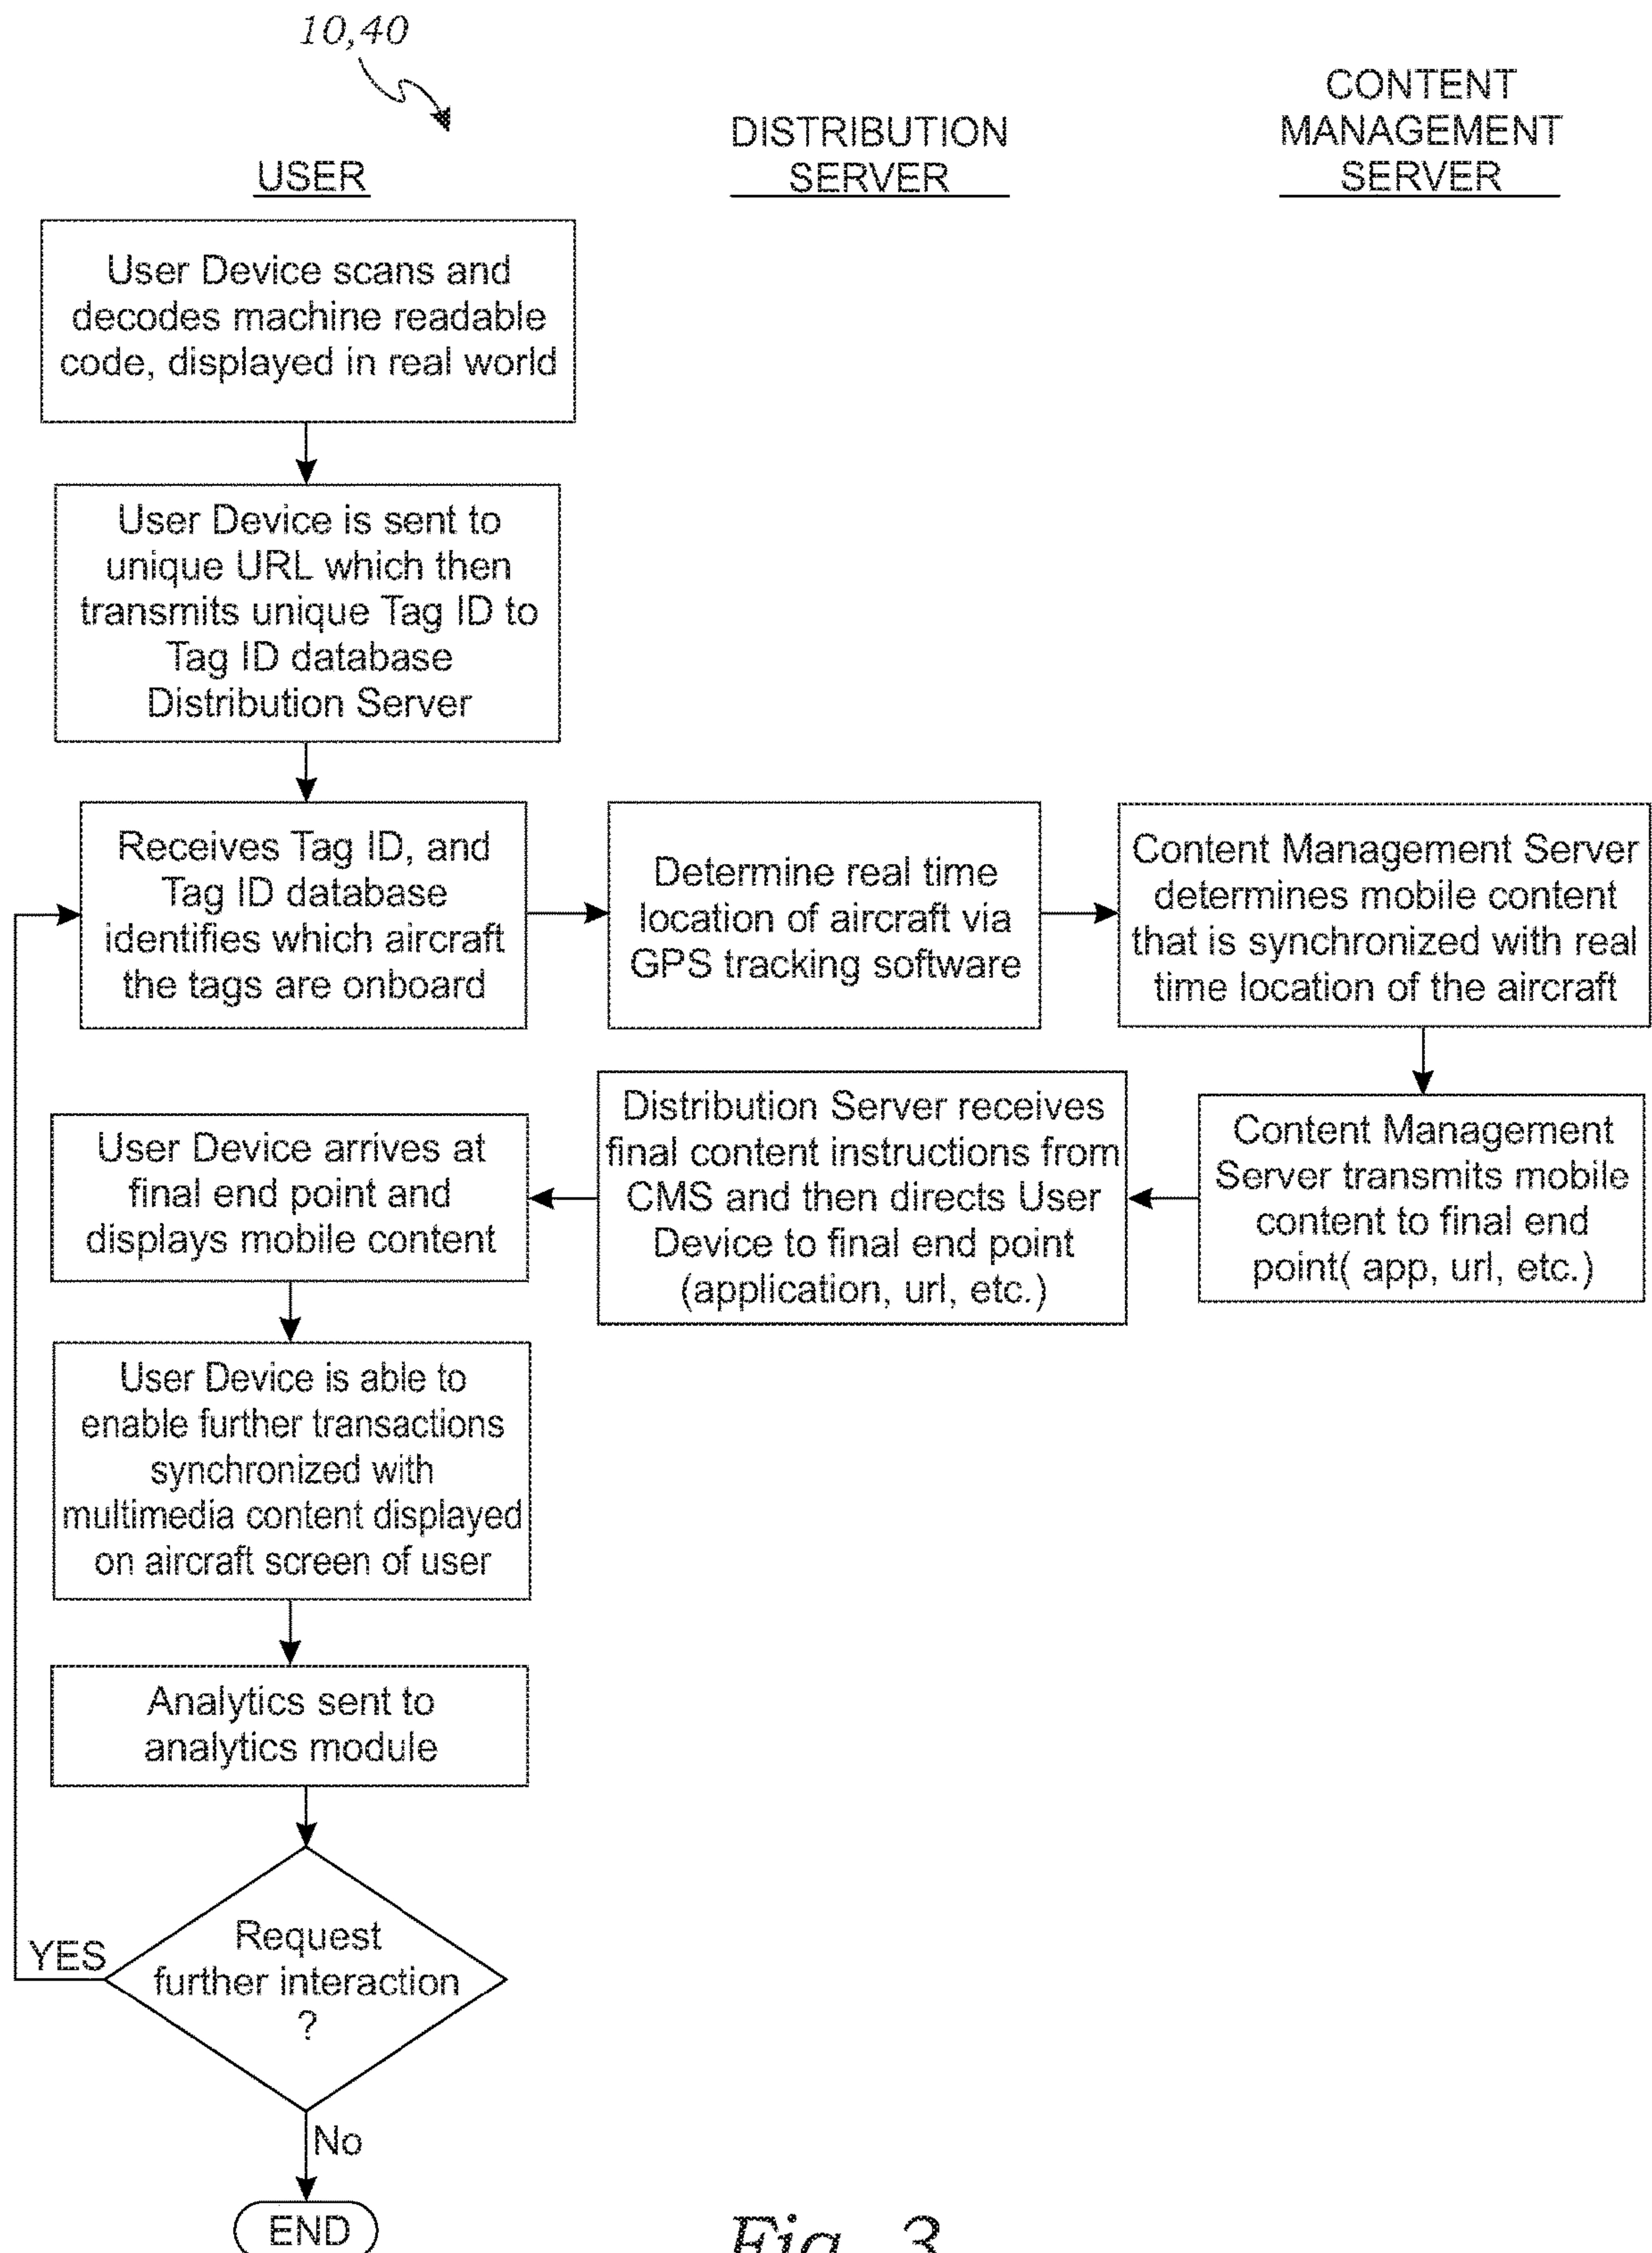 10,40
USER
DISTRIBUTION
SERVER
CONTENT
MANAGEMENT
SERVER
User Device scans and
decodes machine readable
code, displayed in real world
User Device is sent to
unique URL which then
transmits unique Tag ID to
Tag ID database
Distribution Server
Receives Tag ID, and
Tag ID database
identifies which aircraft
the tags are onboard
Determine real time
location of aircraft via
GPS tracking software
Content Management Server
determines mobile content
that is synchronized with real
time location of the aircraft
Content Management
Server transmits mobile
content to final end
point( app, url, etc.)
Distribution Server receives
final content instructions from
CMS and then directs User
Device to final end point
(application, url, etc.)
User Device arrives at
final end point and
displays mobile content
User Device is able to
enable further transactions
synchronized with
multimedia content displayed
on aircraft screen of user
Analytics sent to
analytics module
Request
further interaction
?
YES
No
END
Fig. 3